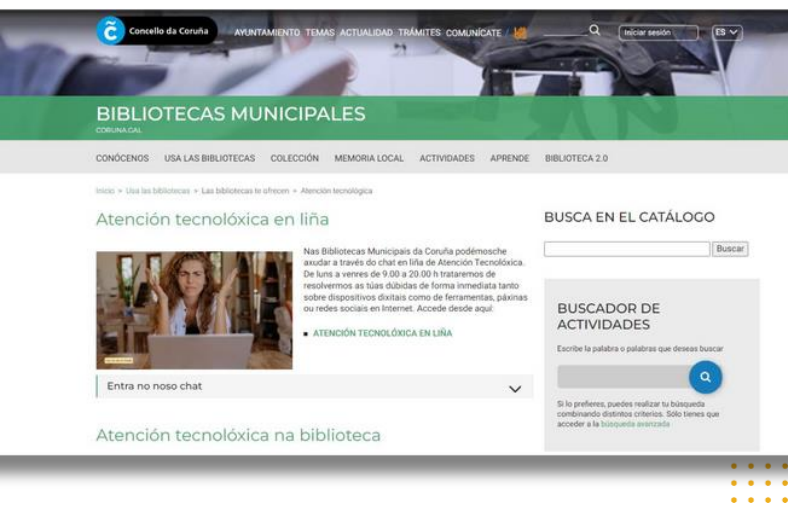 Concello da Coruña
AYUNTAMIENTO TEMAS ACTUALIDAD TRÁMITES COMUNÍCATE /
Iniciar sesión
ES
BIBLIOTECAS MUNICIPALES
CORUNA.GAL
CONÓCENOS USA LAS BIBLIOTECAS COLECCIÓN MEMORIA LOCAL ACTIVIDADES APRENDE BIBLIOTECA 2.0
Inicio > Usa las bibliotecas > Las bibliotecas te ofrecen > Atención tecnológica
Atención tecnolóxica en liña
Nas Bibliotecas Municipais da Coruña podémosche
axudar a través do chat en liña de Atención Tecnolóxica.
De luns a venres de 9.00 a 20.00 h trataremos de
resolvermos as túas dúbidas de forma inmediata tanto
sobre dispositivos dixitais como de ferramentas, páxinas
ou redes sociais en Internet. Accede desde aquí:
ATENCIÓN TECNOLÓXICA EN LIÑA
Entra no noso chat
Atención tecnolóxica na biblioteca
BUSCA EN EL CATÁLOGO
Buscar
BUSCADOR DE
ACTIVIDADES
Escribe la palabra o palabras que deseas buscar
Si lo prefieres, puedes realizar tu búsqueda
combinando distintos criterios. Sólo tienes que
acceder a la búsqueda avanzada